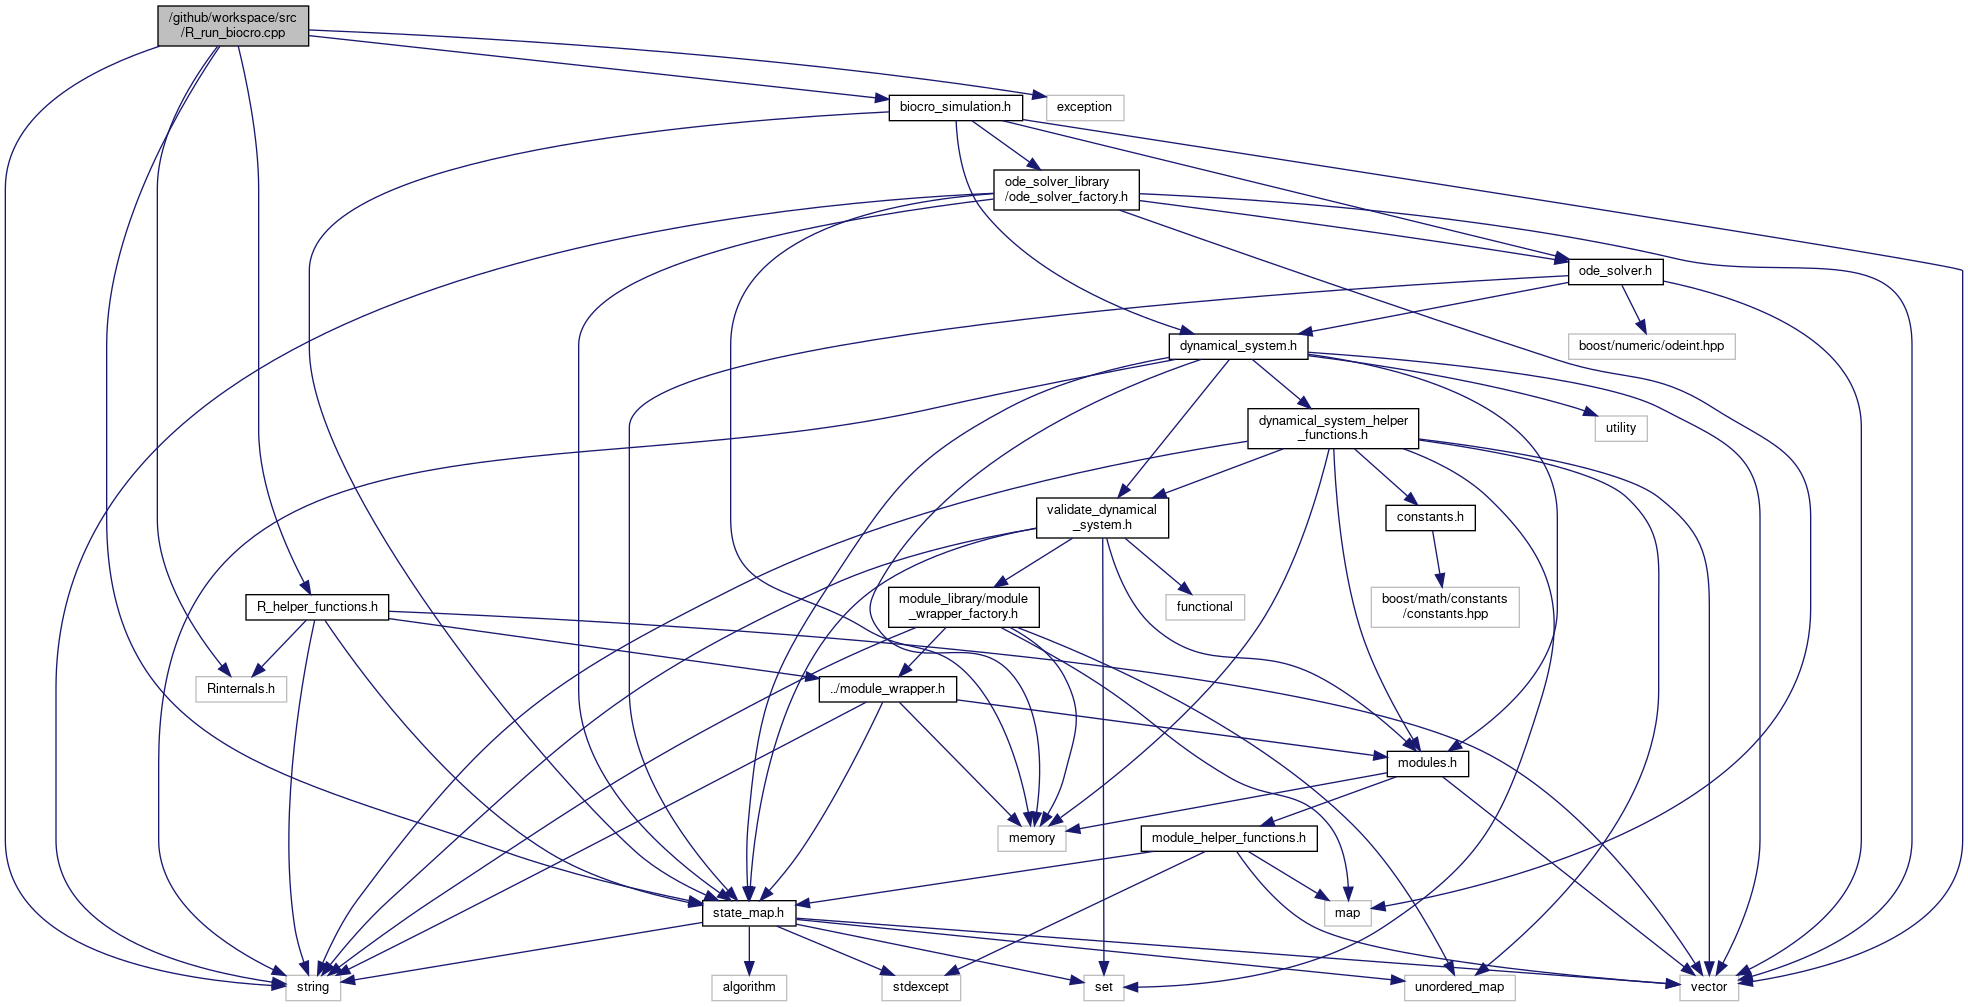 /github/workspace/src
/R_run_biocro.cpp
biocro_simulation.h
exception
ode_solver_library
/ode_solver_factory.h
ode_solver.h
dynamical_system.h
boost/numeric/odeint.hpp
dynamical_system_helper
_functions.h
utility
validate_dynamical
_system.h
constants.h
R_helper_functions.h
module_library/module
_wrapper_factory.h
functional
boost/math/constants
/constants.hpp
Rinternals.h
../module_wrapper.h
modules.h
memory
module_helper_functions.h
state_map.h
map
string
algorithm
stdexcept
set
unordered_map
vector